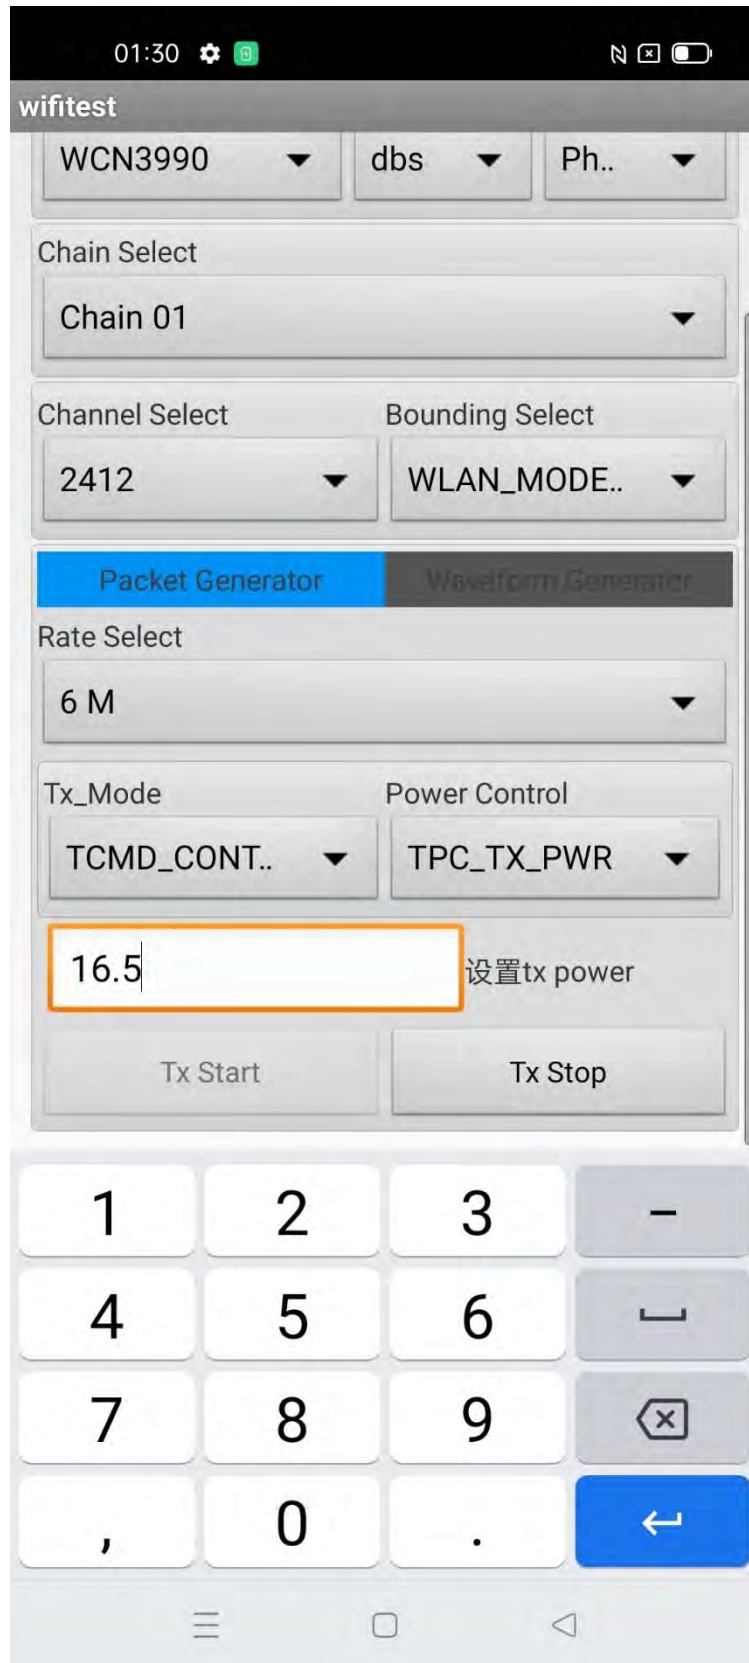 01:30
wifitest
WCN3990 dbs Ph..
Chain Select
Chain 01
Channel Select Bounding Select
2412 WLAN_MODE..
Packet Generator Waveform Generator
Rate Select
6 M
Tx_Mode Power Control
TCMD_CONT.. TPC_TX_PWR
16.5 设置tx power
Tx Start Tx Stop
1 2 3 –
4 5 6
7 8 9
, 0 .